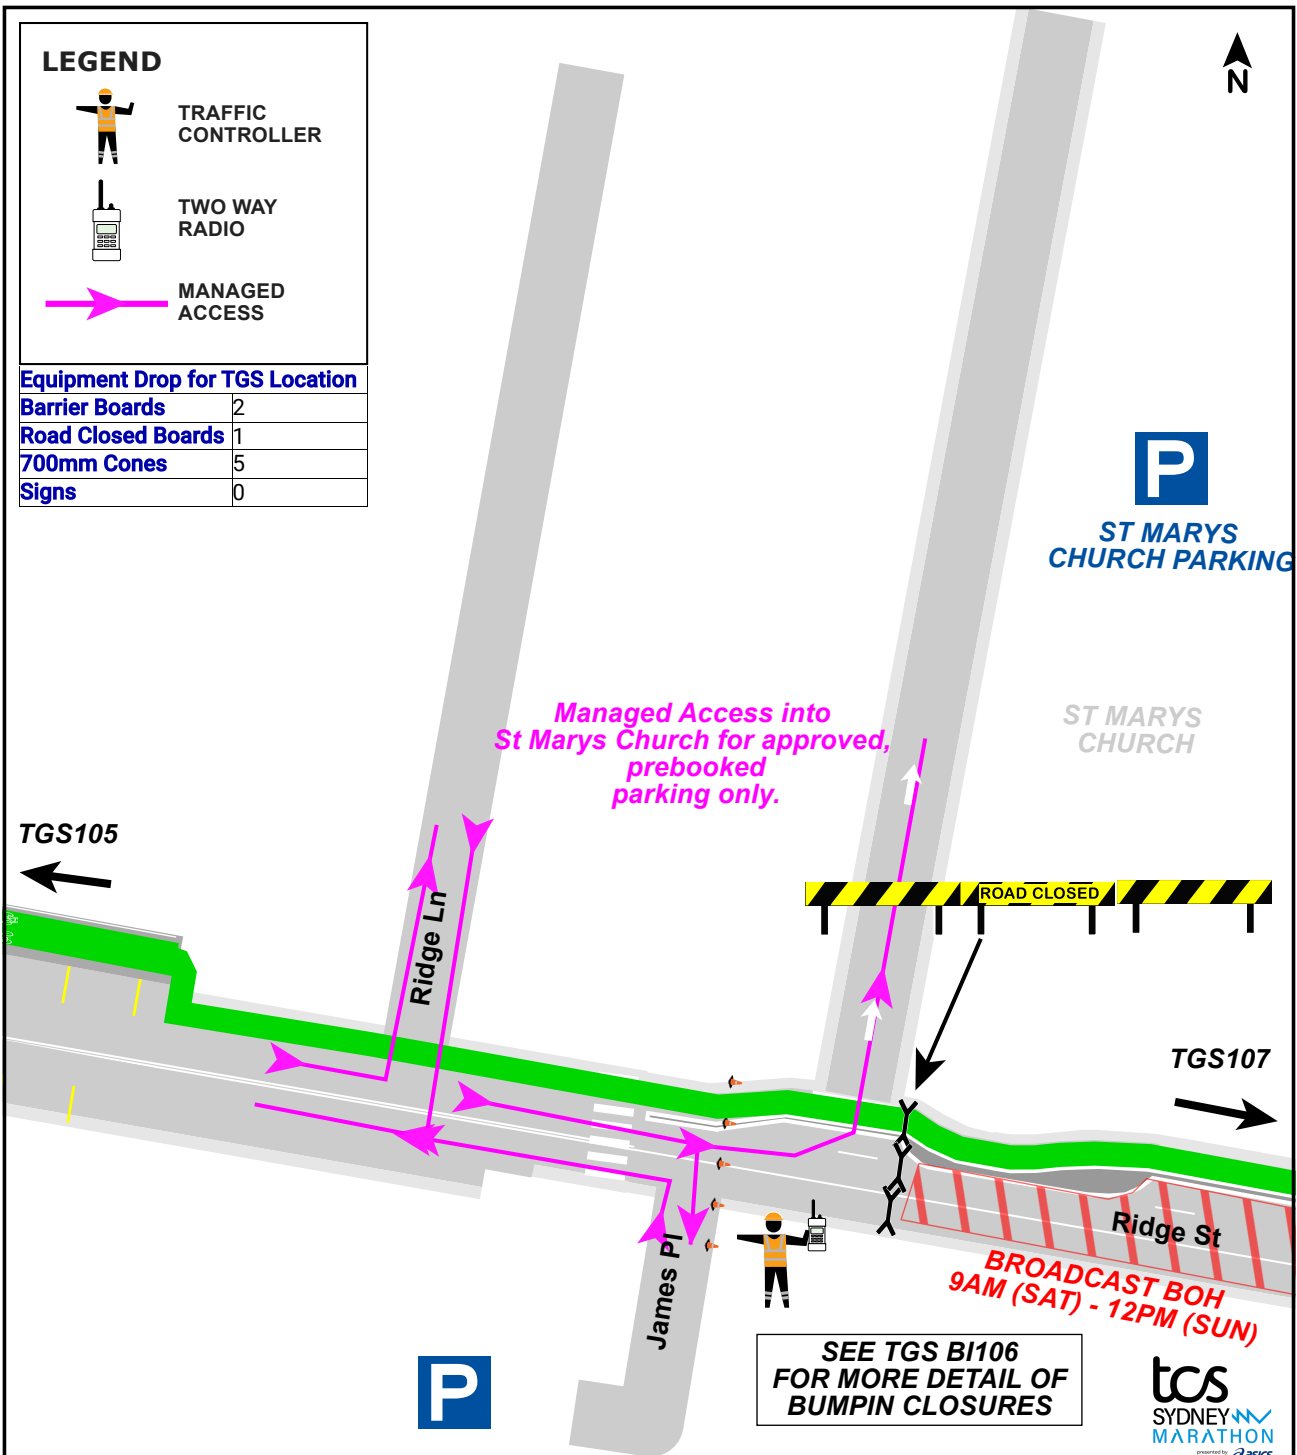 LEGEND
TRAFFIC
CONTROLLER
TWO WAY
RADIO
MANAGED
ACCESS
Equipment Drop for TGS Location
Barrier Boards 2
Road Closed Boards 1
700mm Cones 5
Signs 0
N
P
ST MARYS
CHURCH PARKING
ST MARYS
CHURCH
Managed Access into
St Marys Church for approved,
prebooked
parking only.
TGS105
ROAD CLOSED
Ridge Ln
TGS107
Ridge St
BROADCAST BOH
9AM (SAT) - 12PM (SUN)
James Pl
SEE TGS BI106
FOR MORE DETAIL OF
BUMPIN CLOSURES
P
tcs
SYDNEY
MARATHON
presented by asics